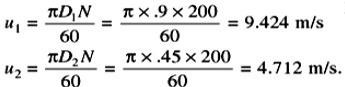 u₁ = πD₁N / 60 = π × .9 × 200 / 60 = 9.424 m/s
u₂ = πD₂N / 60 = π × .45 × 200 / 60 = 4.712 m/s.